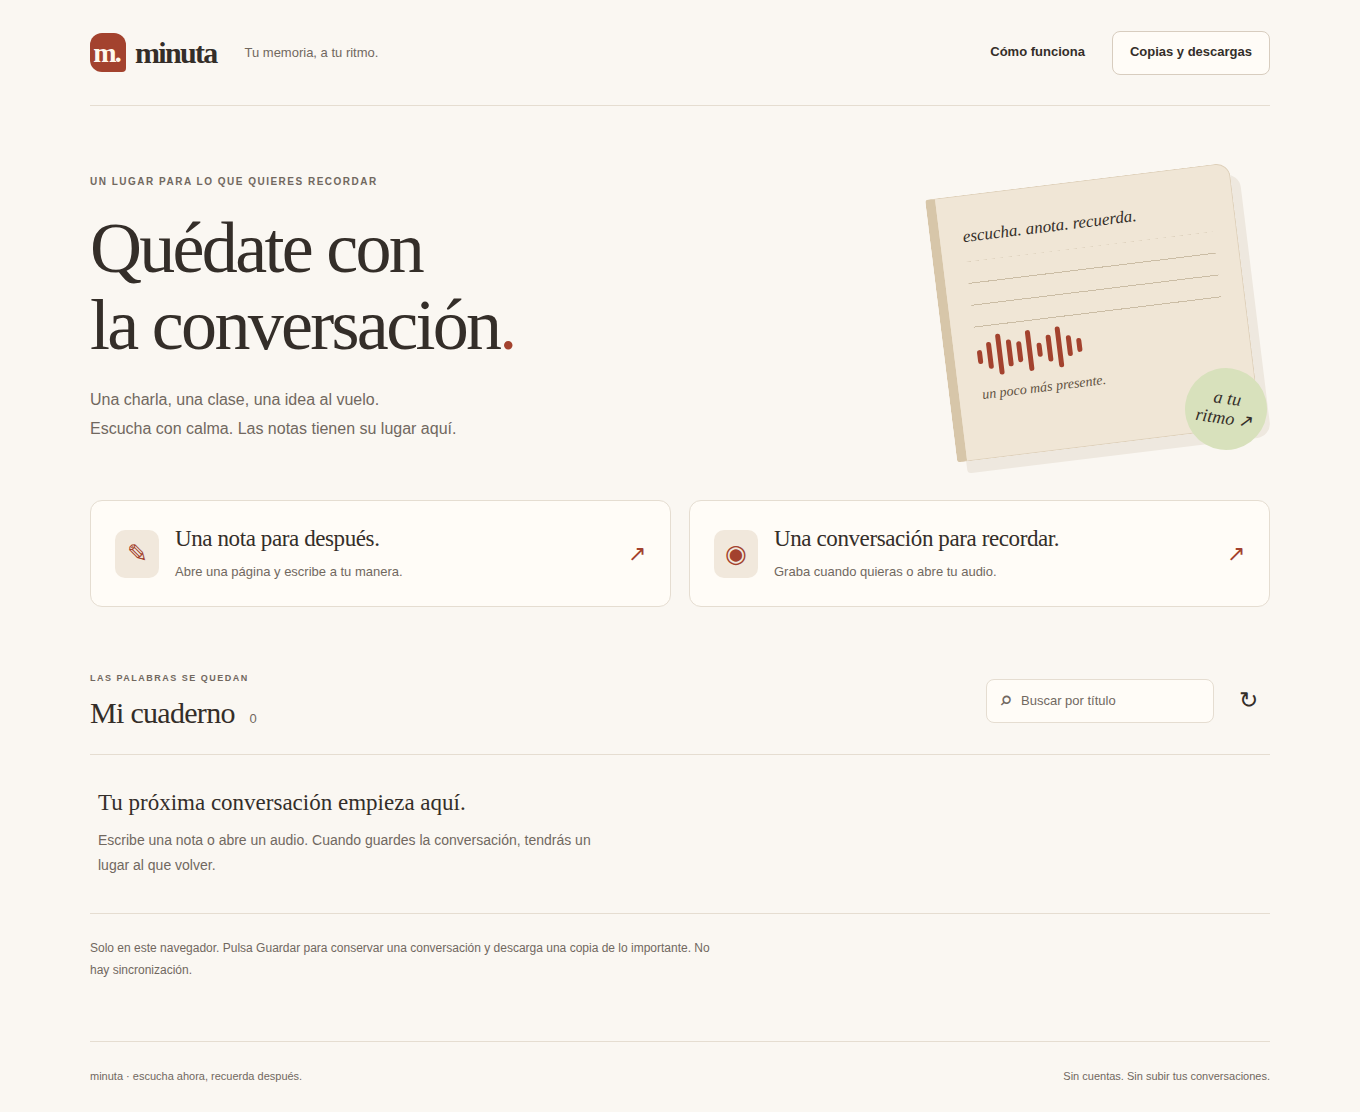 m. minuta
Tu memoria, a tu ritmo.
Cómo funciona
Copias y descargas
UN LUGAR PARA LO QUE QUIERES RECORDAR
Quédate con
la conversación.
Una charla, una clase, una idea al vuelo.
Escucha con calma. Las notas tienen su lugar aquí.
escucha. anota. recuerda.
un poco más presente.
a tu
ritmo ↗
Una nota para después.
Abre una página y escribe a tu manera.
Una conversación para recordar.
Graba cuando quieras o abre tu audio.
LAS PALABRAS SE QUEDAN
Mi cuaderno 0
Buscar por título
Tu próxima conversación empieza aquí.
Escribe una nota o abre un audio. Cuando guardes la conversación, tendrás un
lugar al que volver.
Solo en este navegador. Pulsa Guardar para conservar una conversación y descarga una copia de lo importante. No
hay sincronización.
minuta · escucha ahora, recuerda después.
Sin cuentas. Sin subir tus conversaciones.